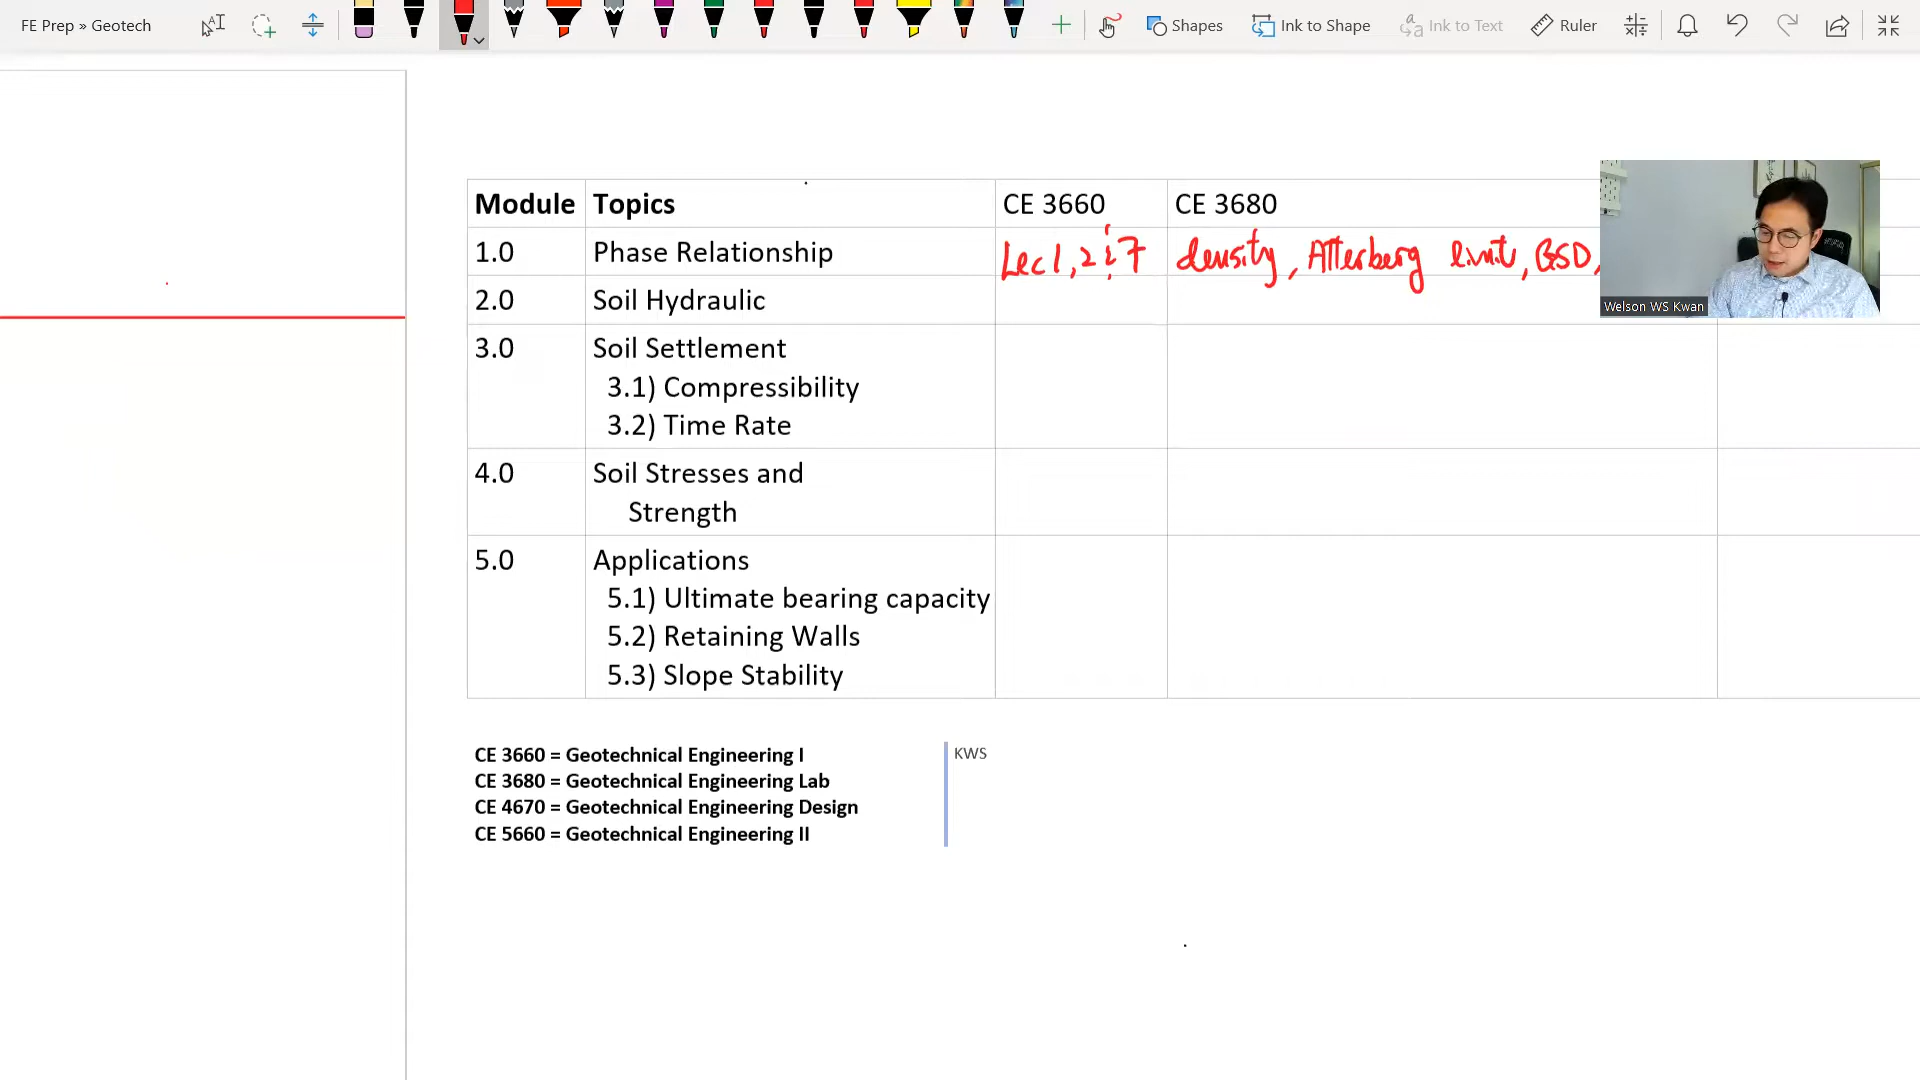 FE Prep » Geotech
Shapes
Ink to Shape
Ink to Text
Ruler
Module Topics CE 3660 CE 3680
1.0 Phase Relationship Lec 1, 2 & 7 density, Atterberg limit, GSD,
2.0 Soil Hydraulic
3.0 Soil Settlement
3.1) Compressibility
3.2) Time Rate
4.0 Soil Stresses and
Strength
5.0 Applications
5.1) Ultimate bearing capacity
5.2) Retaining Walls
5.3) Slope Stability
Welson WS Kwan
CE 3660 = Geotechnical Engineering I
CE 3680 = Geotechnical Engineering Lab
CE 4670 = Geotechnical Engineering Design
CE 5660 = Geotechnical Engineering II
KWS